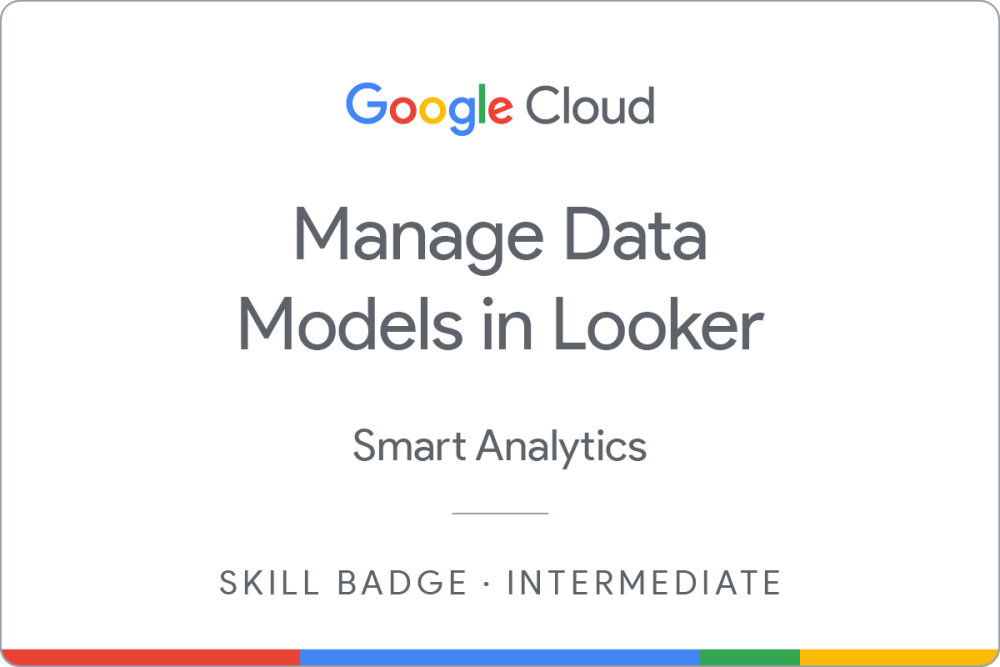 Google Cloud
Manage Data
Models in Looker
Smart Analytics
SKILL BADGE · INTERMEDIATE